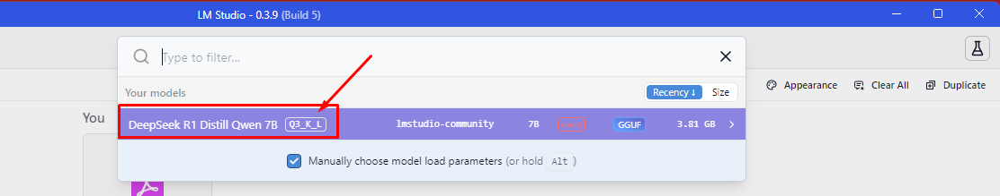 LM Studio - 0.3.9 (Build 5)
Type to filter...
Your models
Recency ↓ Size
Appearance Clear All Duplicate
You
DeepSeek R1 Distill Qwen 7B Q3_K_L lmstudio-community 7B GGUF 3.81 GB
Manually choose model load parameters (or hold Alt )